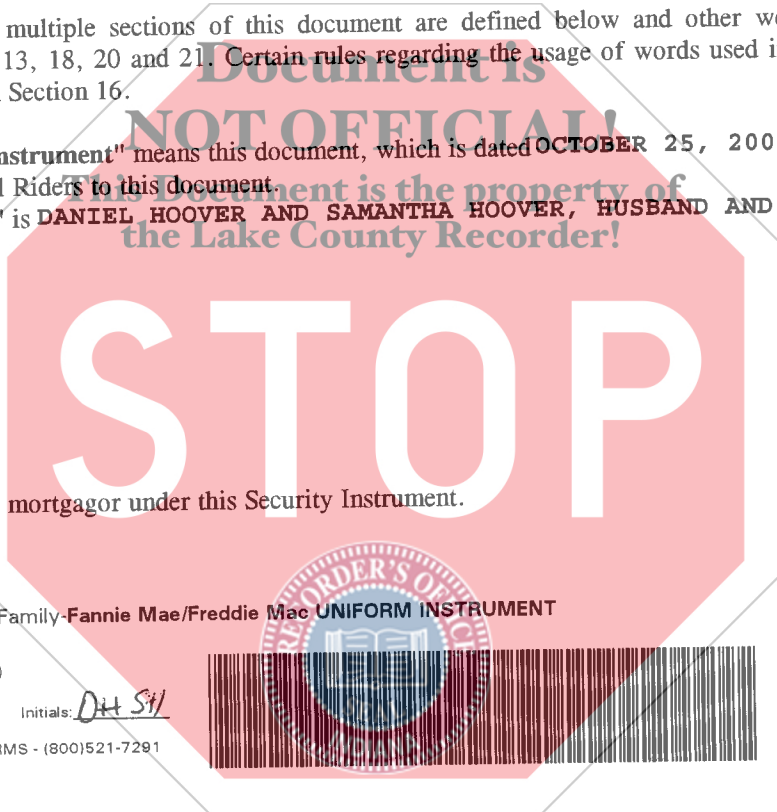 multiple sections of this document are defined below and other
13, 18, 20 and 21. Certain rules regarding the usage of words used
Document is
Section 16.
NOT OFFICIAL!
nstrument" means this document, which is dated OCTOBER 25, 200
Riders to this document.
This Document is the property of
" is DANIEL HOOVER AND SAMANTHA HOOVER, HUSBAND AND
the Lake County Recorder!
STOP
mortgagor under this Security Instrument.
RECORDER'S OFFICE
Family-Fannie Mae/Freddie Mac UNIFORM INSTRUMENT
)
Initials: DH SH
SEAL
INDIANA
RMS - (800)521-7291